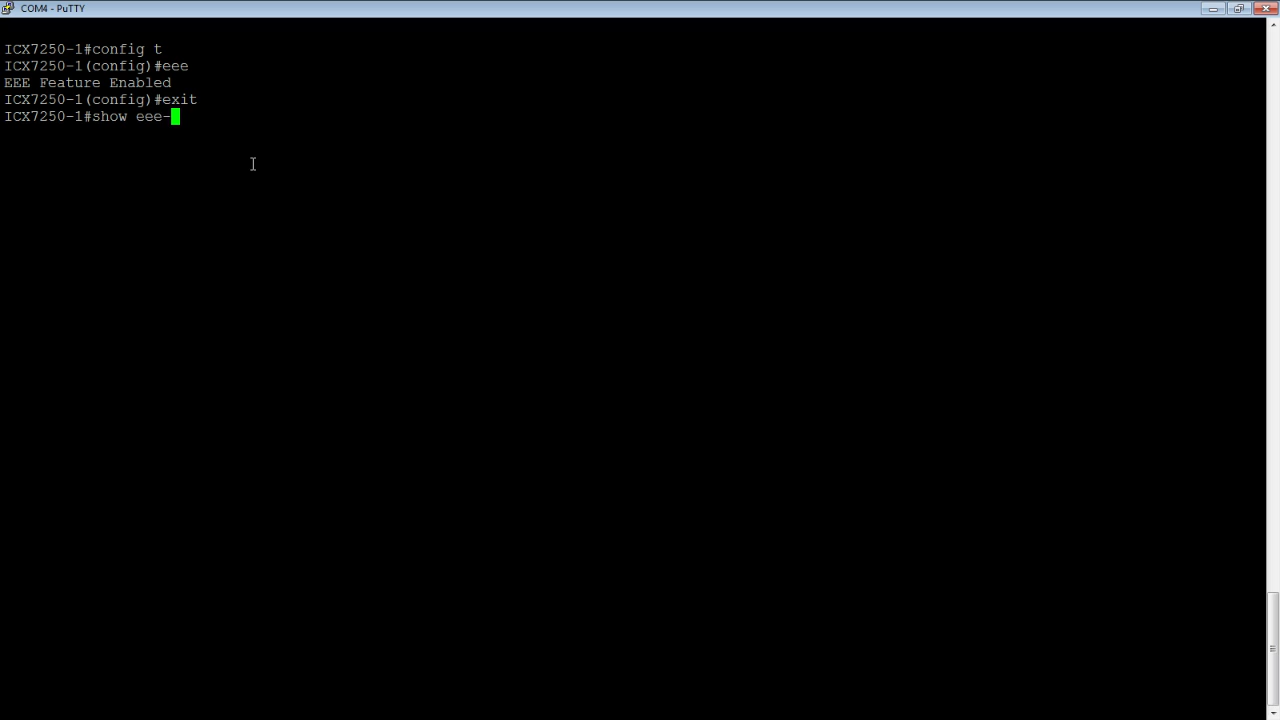 COM4 - PuTTY
ICX7250-1#config t
ICX7250-1(config)#eee
EEE Feature Enabled
ICX7250-1(config)#exit
ICX7250-1#show eee-